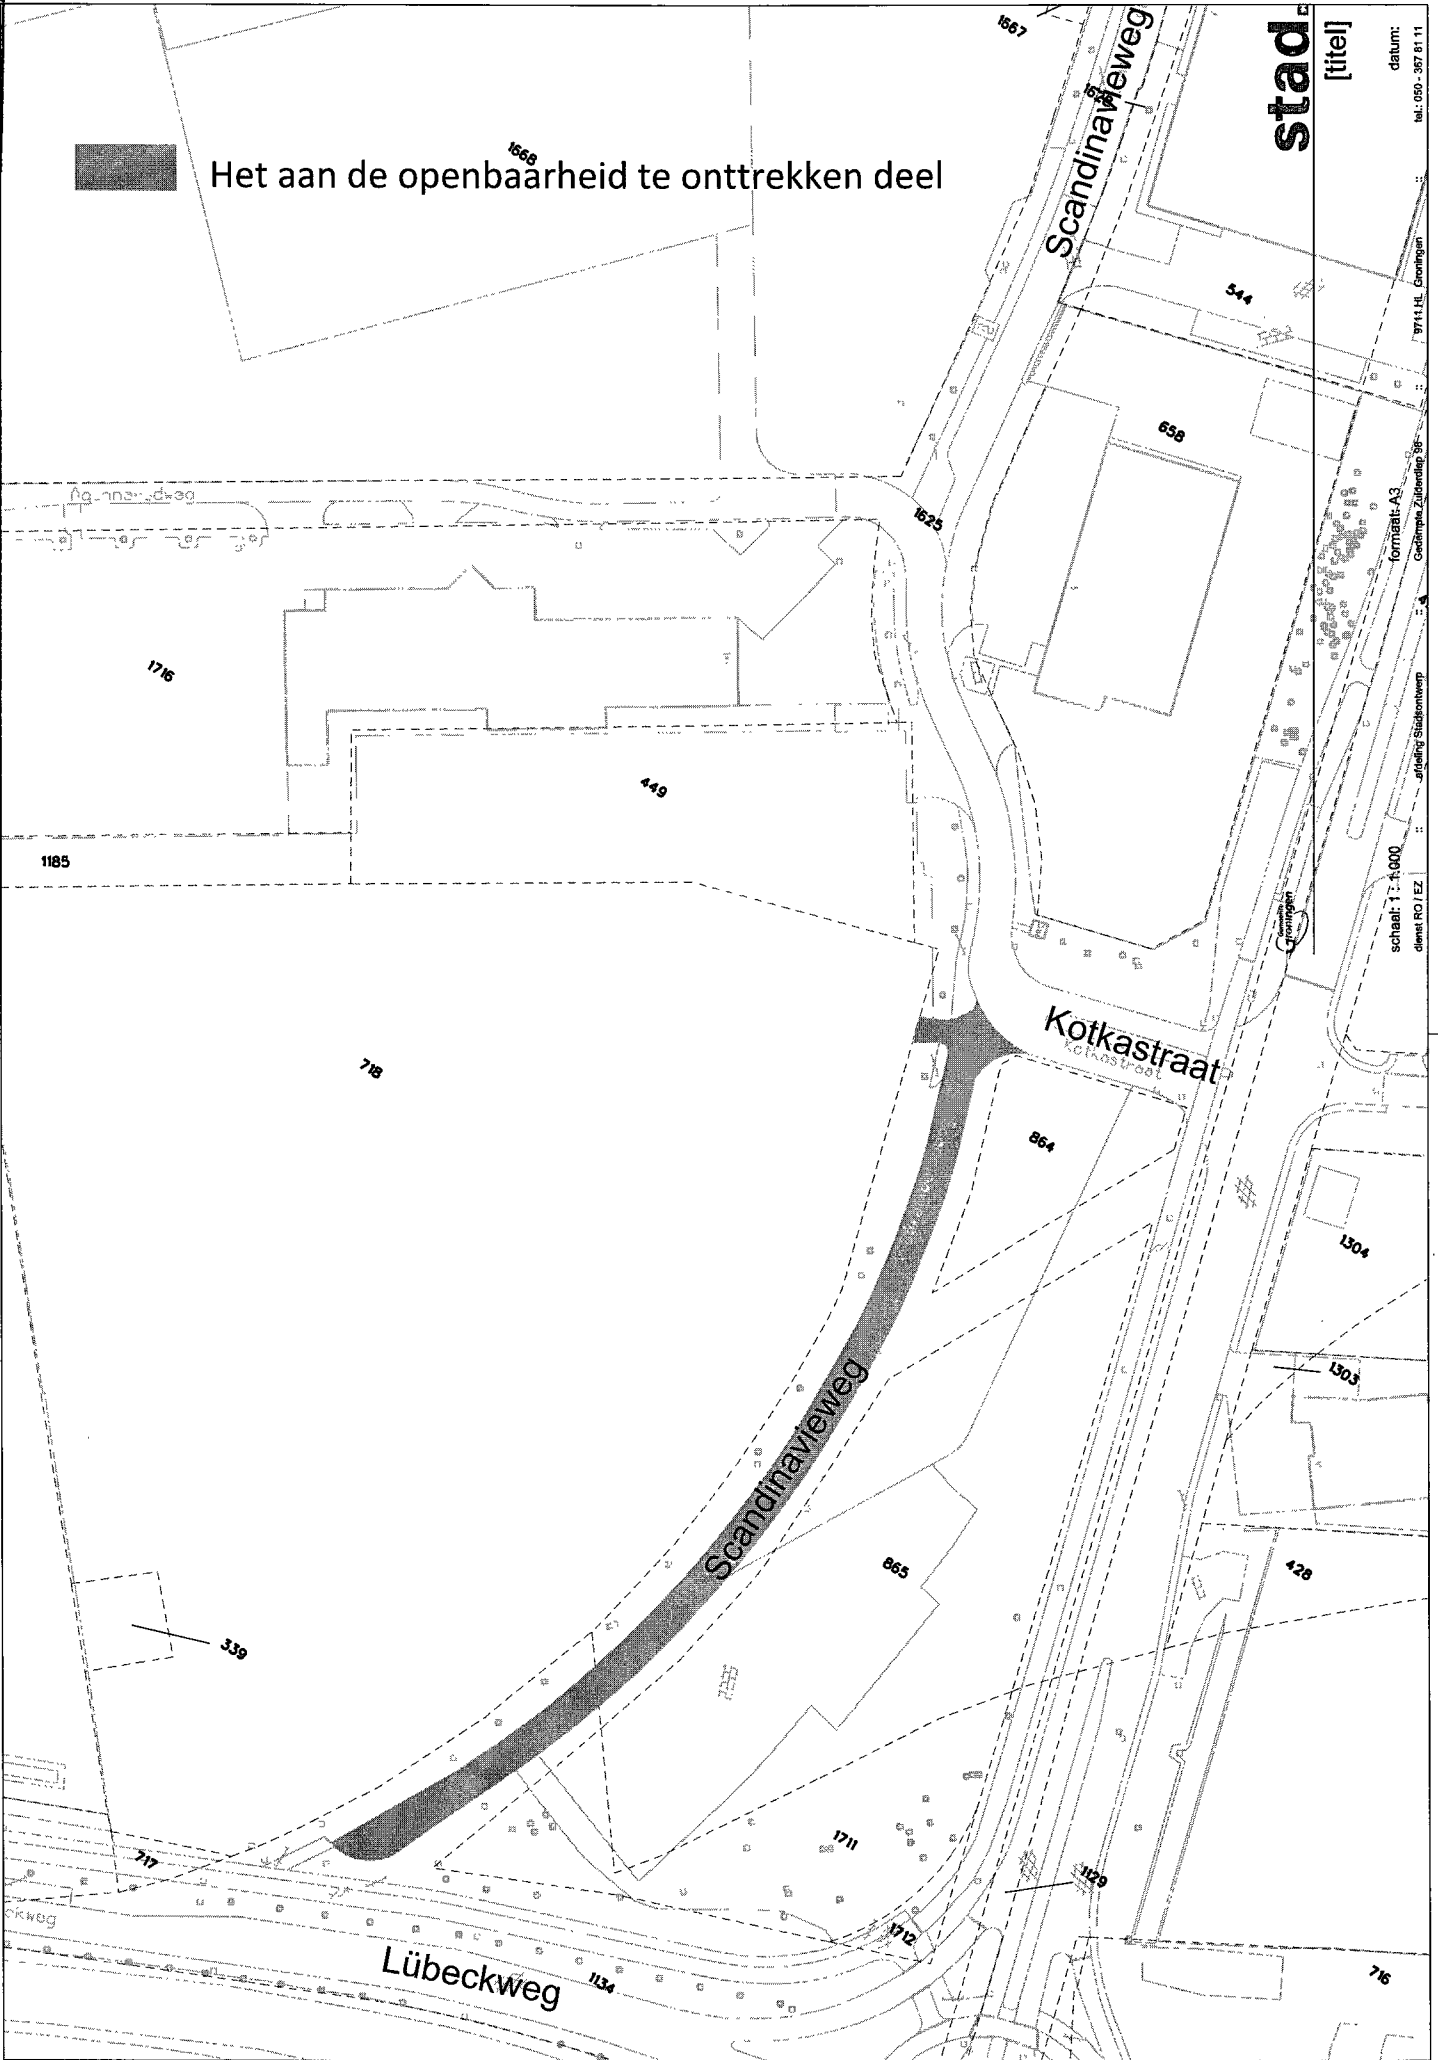 1667
Scandinavieweg
stad
[titel]
datum:
tel.: 050 - 367 81 11
1668
Het aan de openbaarheid te onttrekken deel
544
9711 HL Groningen
658
1625
formaat: A3
Gedempte Zuiderdiep 98
1716
afdeling Stadsontwerp
449
1185
schaal: 1 : 1.000
dienst RO / EZ
Gemeente
Groningen
718
Kotkastraat
Kotkastraat
864
1304
1303
Scandinavieweg
865
428
339
1711
717
1129
1712
Lübeckweg
1134
716